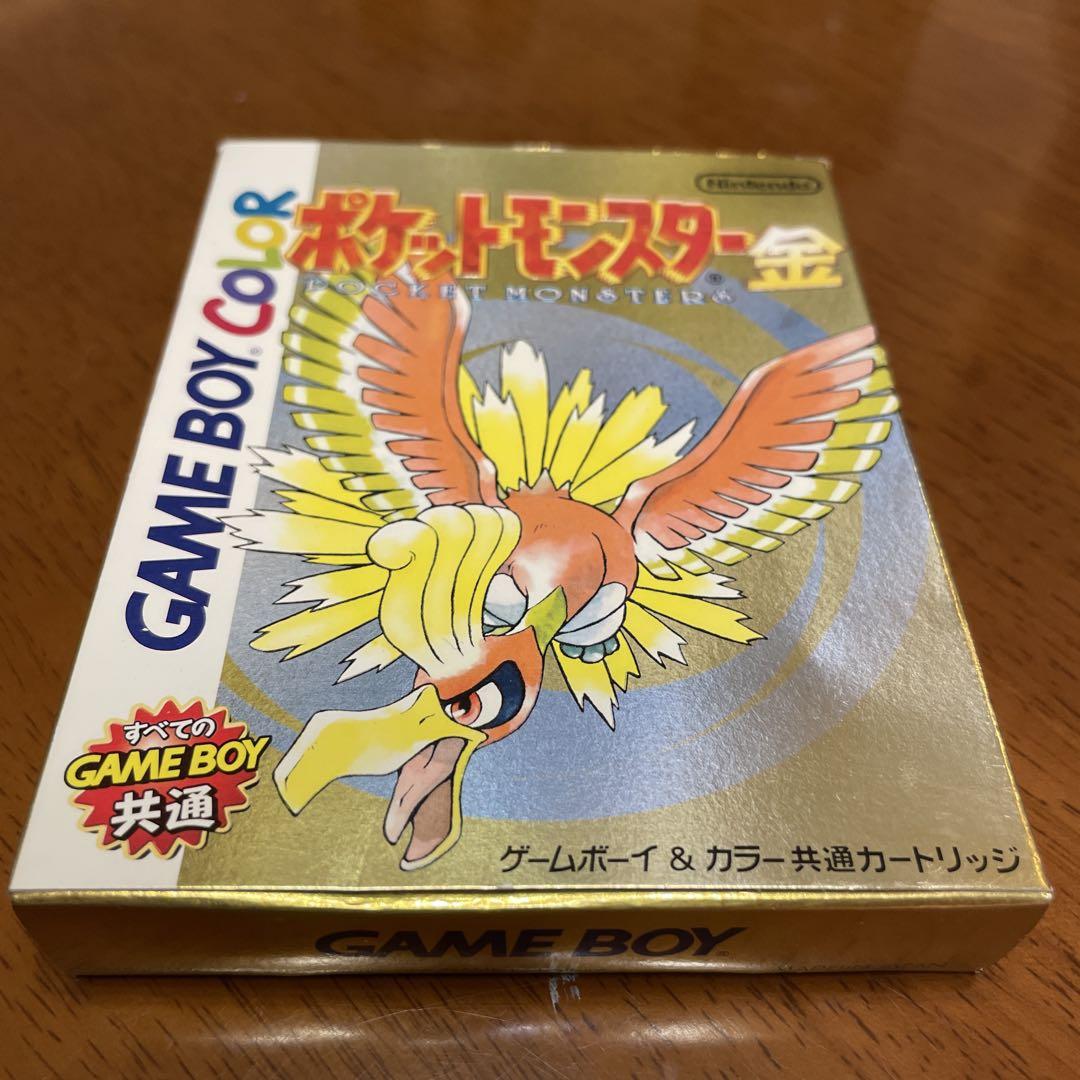 Nintendo
GAME BOY COLOR
ポケットモンスター金
POCKET MONSTERS
すべての
GAME BOY
共通
ゲームボーイ & カラー共通カートリッジ
GAME BOY